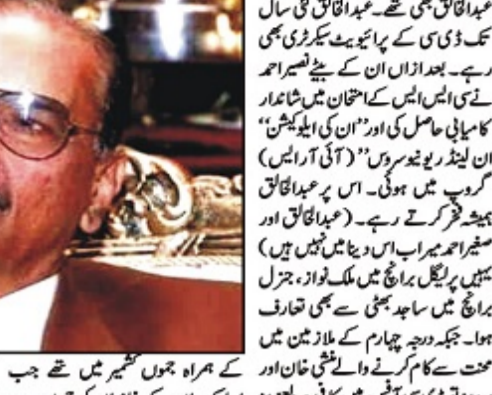 عبدالخالق بھی تھے۔ عبدالخالق کئی سال
تک ڈی سی کے پرائیویٹ سیکرٹری بھی
رہے۔ بعدازاں ان کے بیٹے نصیر احمد
نے سی ایس ایس کے امتحان میں شاندار
کامیابی حاصل کی اور ”ان کی ایلوکیشن“
ان لینڈ ریونیو سروس“ (آئی آر ایس)
گروپ میں ہوئی۔ اس پر عبدالخالق
ہمیشہ فخر کرتے رہے۔ (عبدالخالق اور
صغیر احمد میر اب اس دینا میں نہیں ہیں)
یہیں پر لیگل برانچ میں ملک نواز، جنرل
برانچ میں ساجد بھٹی سے بھی تعارف
ہوا۔ جبکہ درجہ چہارم کے ملازمین میں
محنت سے کام کرنے والے منشی خان اور
کے ہمراہ جموں کشمیر میں تھے جب